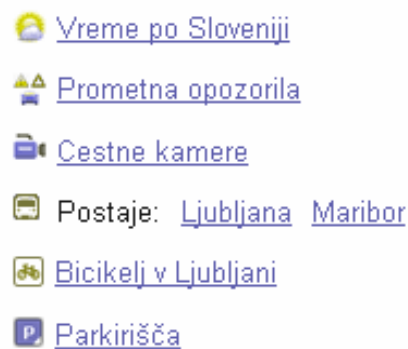 Vreme po Sloveniji
Prometna opozorila
Cestne kamere
Postaje: Ljubljana Maribor
Bicikelj v Ljubljani
P Parkirišča